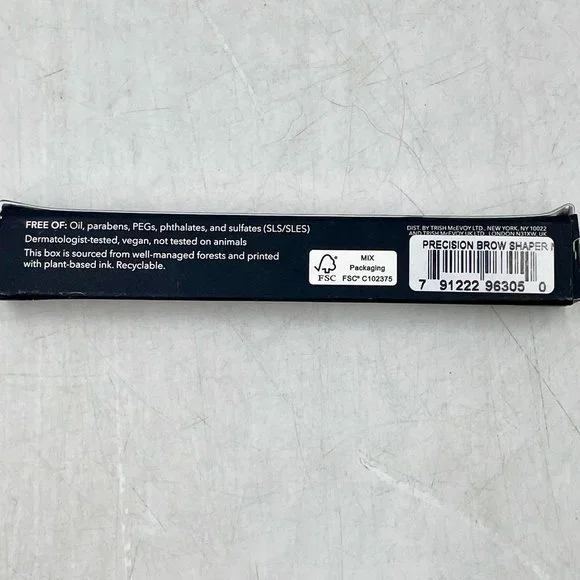 FREE OF: Oil, parabens, PEGs, phthalates, and sulfates (SLS/SLES)
Dermatologist-tested, vegan, not tested on animals
This box is sourced from well-managed forests and printed
with plant-based ink. Recyclable.
FSC
MIX
Packaging
FSC® C102375
DIST. BY TRISH McEVOY LTD., NEW YORK, NY 10022
AND TRISH McEVOY UK LTD., LONDON N31XW, UK
PRECISION BROW SHAPER
7 91222 96305 0